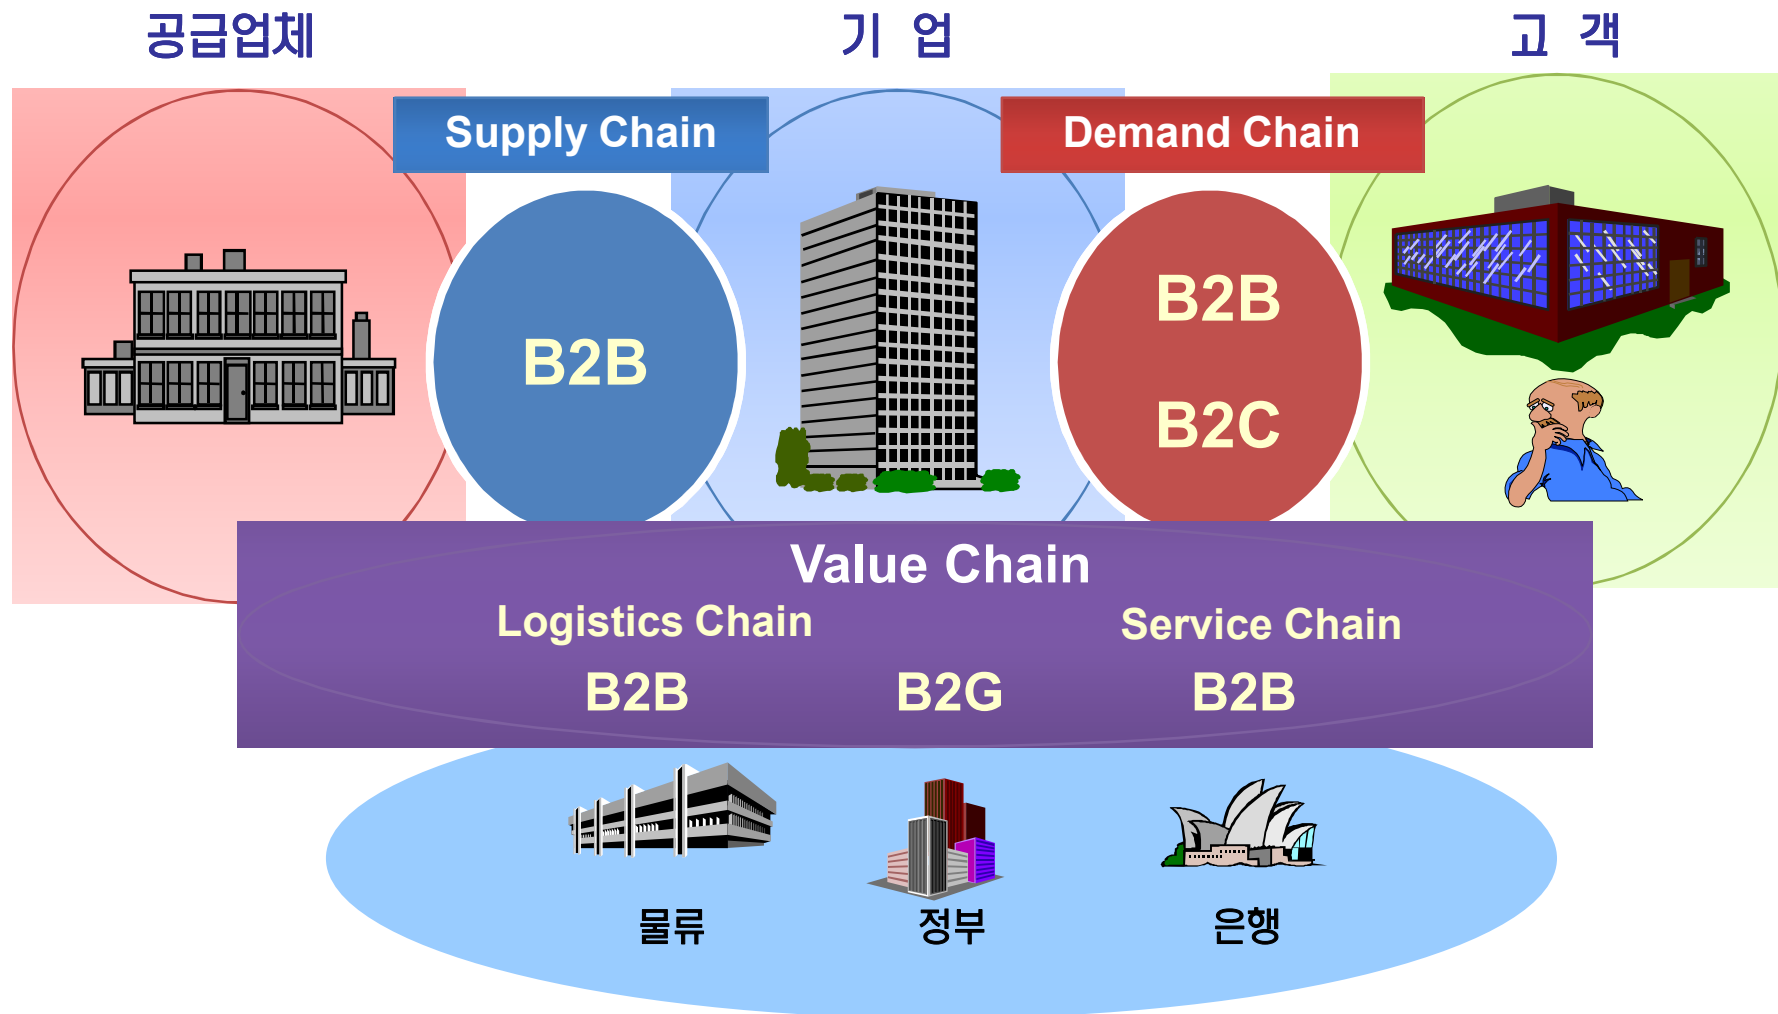 공급업체
기 업
고 객
Supply Chain
Demand Chain
B2B
B2B
B2C
Value Chain
Logistics Chain
Service Chain
B2B
B2G
B2B
물류
정부
은행